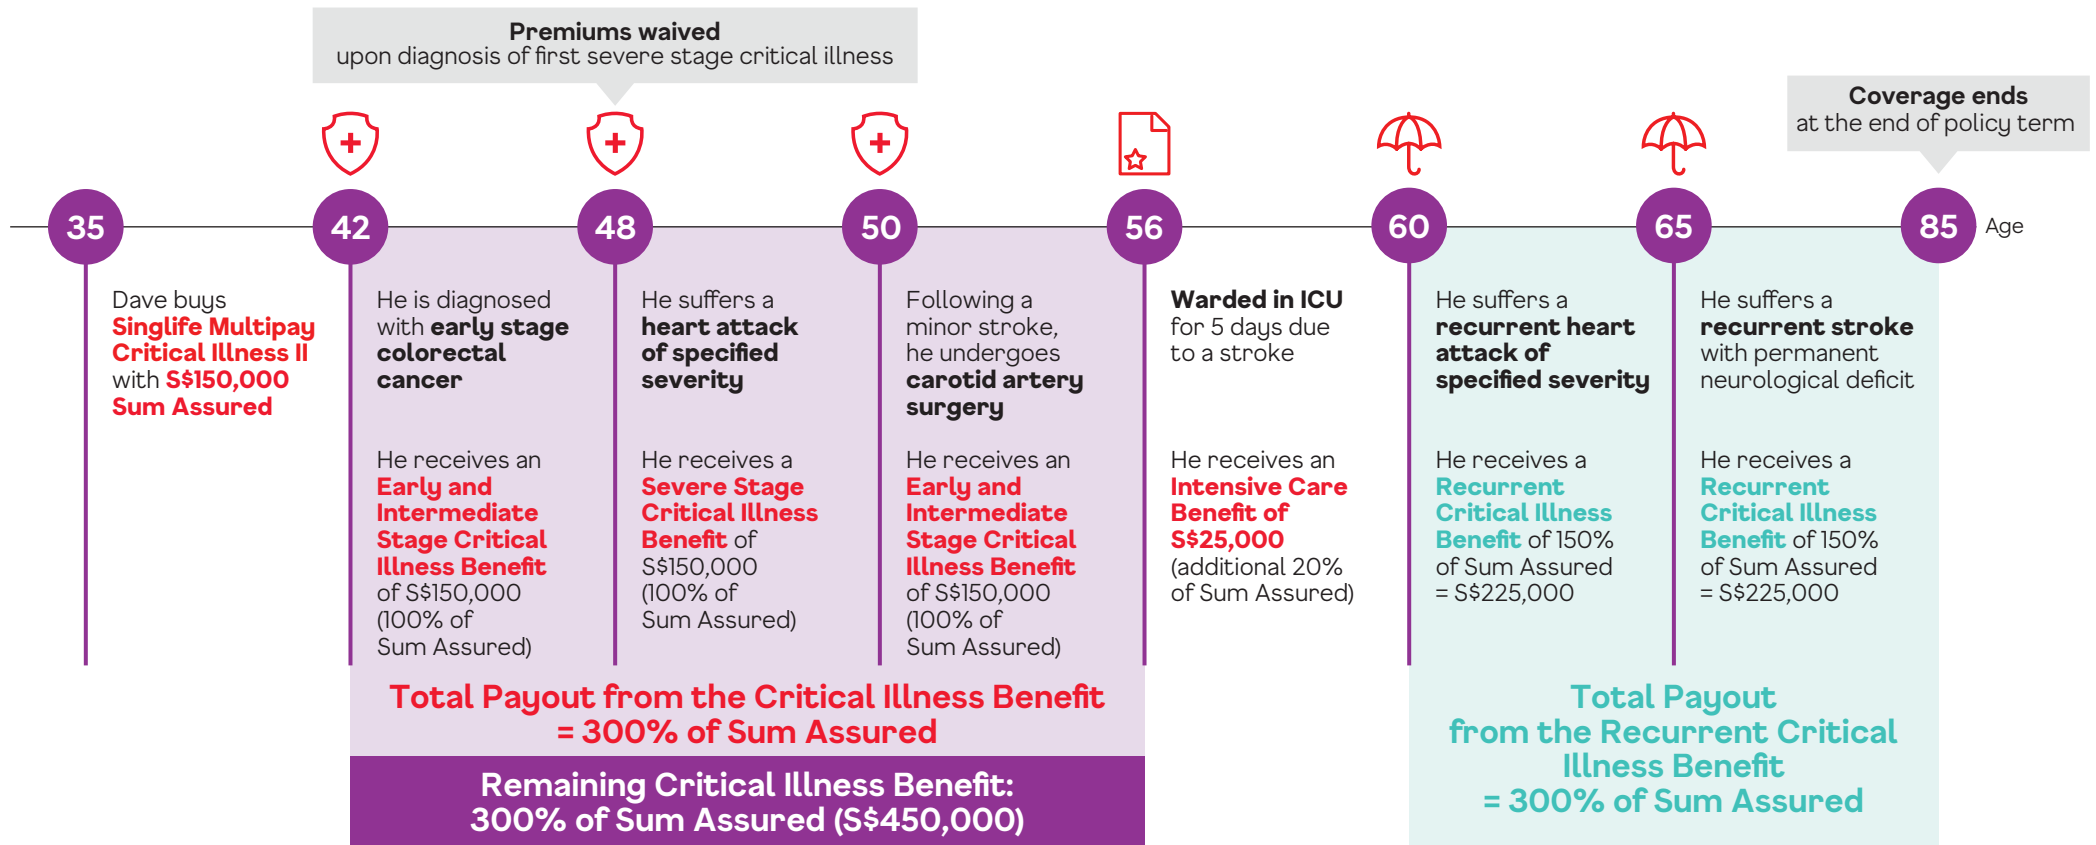 Premiums waived
upon diagnosis of first severe stage critical illness
Coverage ends
at the end of policy term
35
42
48
50
56
60
65
85
Age
Dave buys
Singlife Multipay
Critical Illness II
with S$150,000
Sum Assured
He is diagnosed
with early stage
colorectal
cancer
He receives an
Early and
Intermediate
Stage Critical
Illness Benefit
of S$150,000
(100% of
Sum Assured)
He suffers a
heart attack
of specified
severity
He receives a
Severe Stage
Critical Illness
Benefit of
S$150,000
(100% of
Sum Assured)
Following a
minor stroke,
he undergoes
carotid artery
surgery
He receives an
Early and
Intermediate
Stage Critical
Illness Benefit
of S$150,000
(100% of
Sum Assured)
Warded in ICU
for 5 days due
to a stroke
He receives an
Intensive Care
Benefit of
S$25,000
(additional 20%
of Sum Assured)
He suffers a
recurrent heart
attack of
specified severity
He receives a
Recurrent
Critical Illness
Benefit of 150%
of Sum Assured
= S$225,000
He suffers a
recurrent stroke
with permanent
neurological deficit
He receives a
Recurrent
Critical Illness
Benefit of 150%
of Sum Assured
= S$225,000
Total Payout from the Critical Illness Benefit
= 300% of Sum Assured
Remaining Critical Illness Benefit:
300% of Sum Assured (S$450,000)
Total Payout
from the Recurrent Critical
Illness Benefit
= 300% of Sum Assured